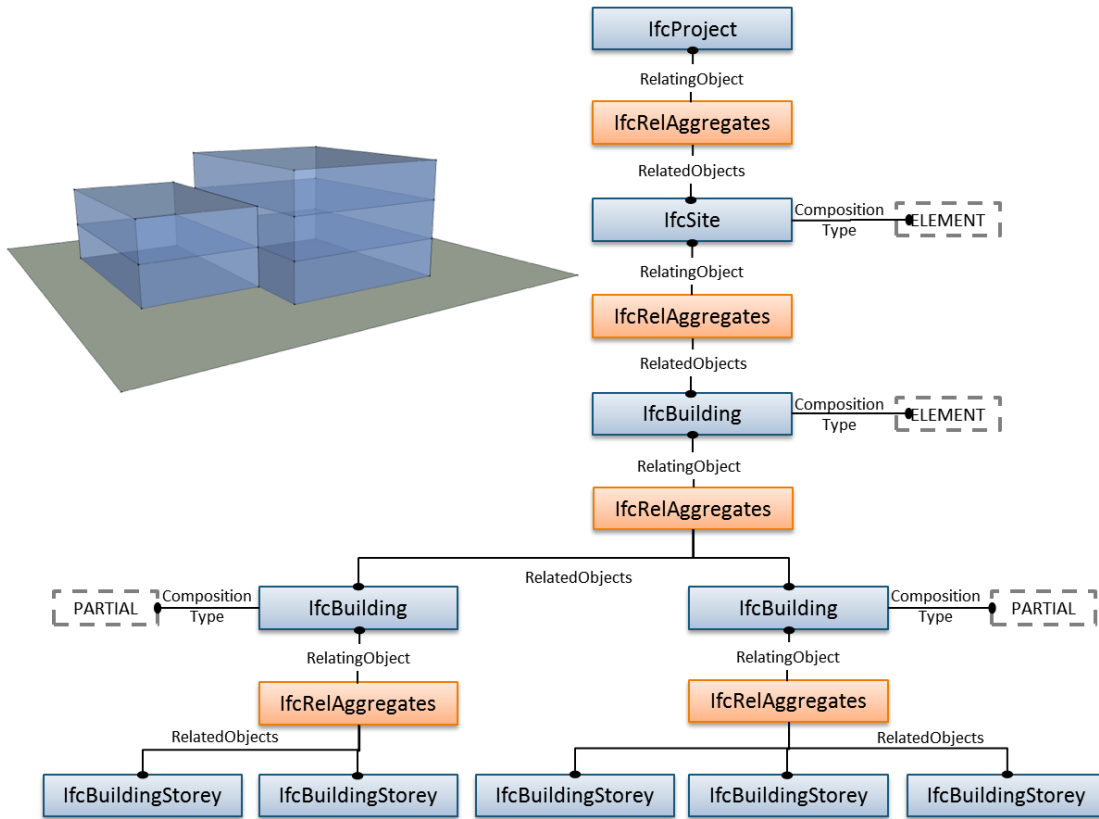 IfcProject
RelatingObject
IfcRelAggregates
RelatedObjects
IfcSite
Composition
Type
ELEMENT
RelatingObject
IfcRelAggregates
RelatedObjects
IfcBuilding
Composition
Type
ELEMENT
RelatingObject
IfcRelAggregates
RelatedObjects
PARTIAL
Composition
Type
IfcBuilding
IfcBuilding
Composition
Type
PARTIAL
RelatingObject
RelatingObject
IfcRelAggregates
IfcRelAggregates
RelatedObjects
RelatedObjects
IfcBuildingStorey
IfcBuildingStorey
IfcBuildingStorey
IfcBuildingStorey
IfcBuildingStorey